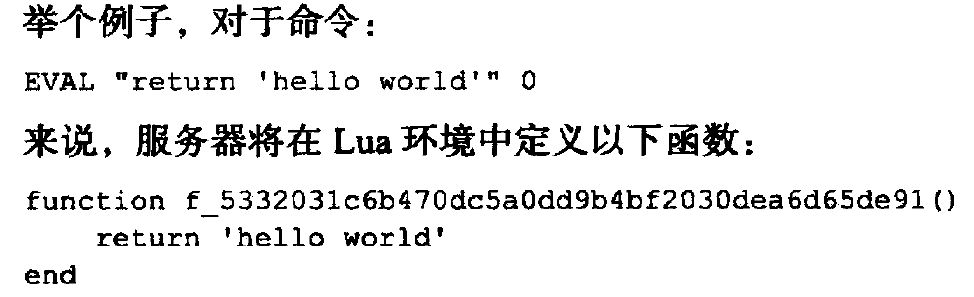 举个例子，对于命令：
EVAL "return 'hello world'" 0
来说，服务器将在 Lua 环境中定义以下函数：
function f_5332031c6b470dc5a0dd9b4bf2030dea6d65de91()
    return 'hello world'
end